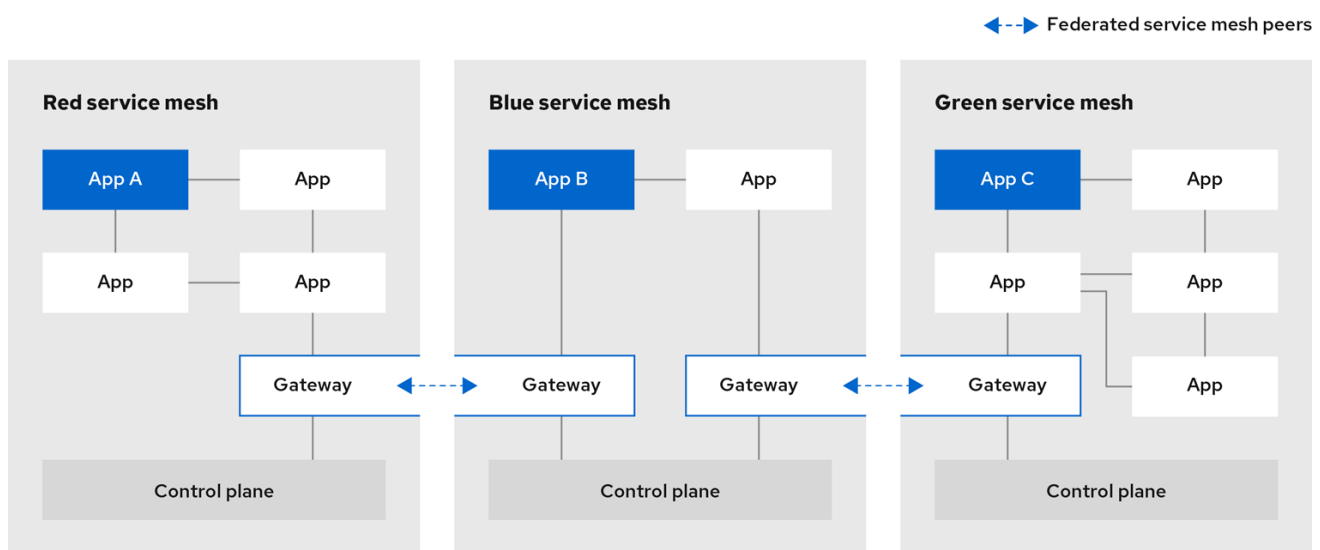 Federated service mesh peers
Red service mesh
App A
App
App
App
Gateway
Control plane
Blue service mesh
App B
App
Gateway
Gateway
Control plane
Green service mesh
App C
App
App
App
App
Gateway
Control plane